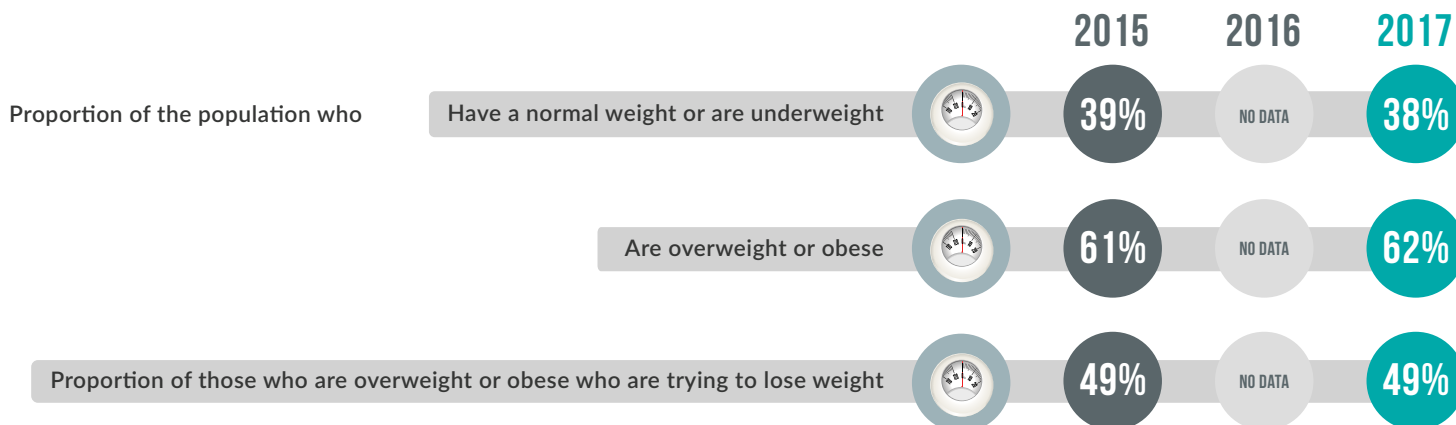 2015 2016 2017
Proportion of the population who Have a normal weight or are underweight 39% NO DATA 38%
Are overweight or obese 61% NO DATA 62%
Proportion of those who are overweight or obese who are trying to lose weight 49% NO DATA 49%